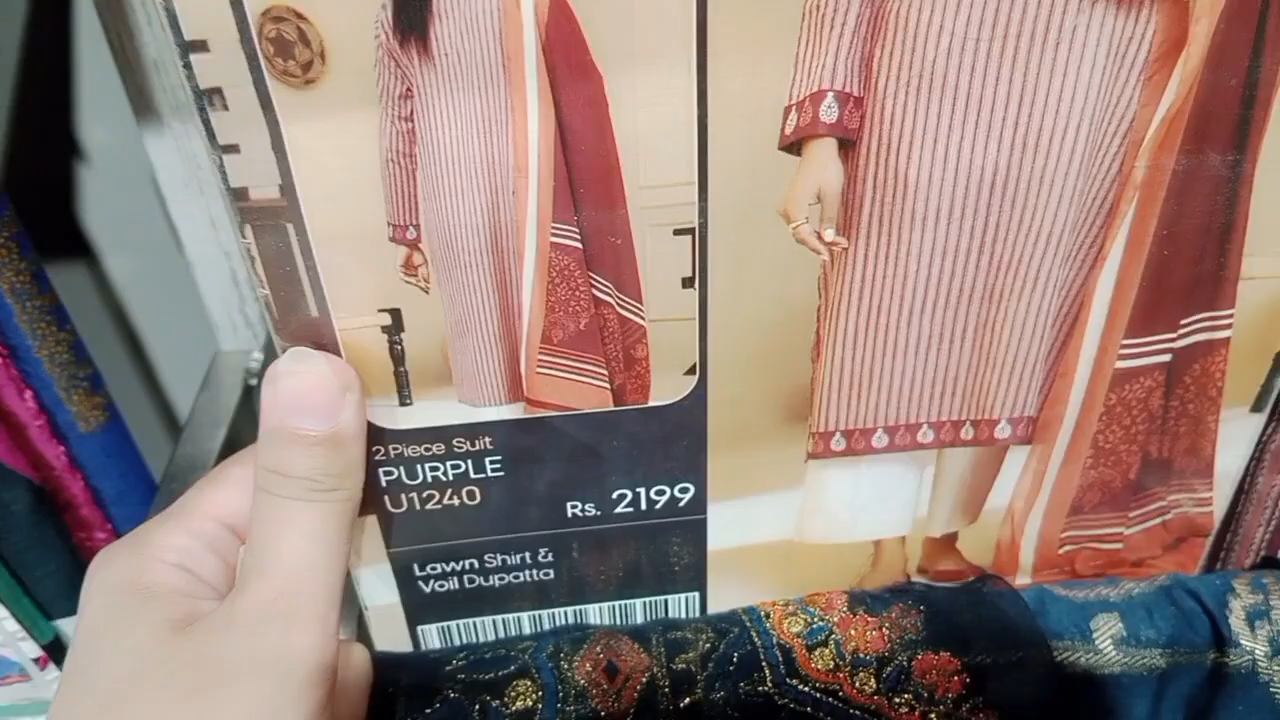 2 Piece Suit
PURPLE
U1240
Rs. 2199
Lawn Shirt &
Voil Dupatta